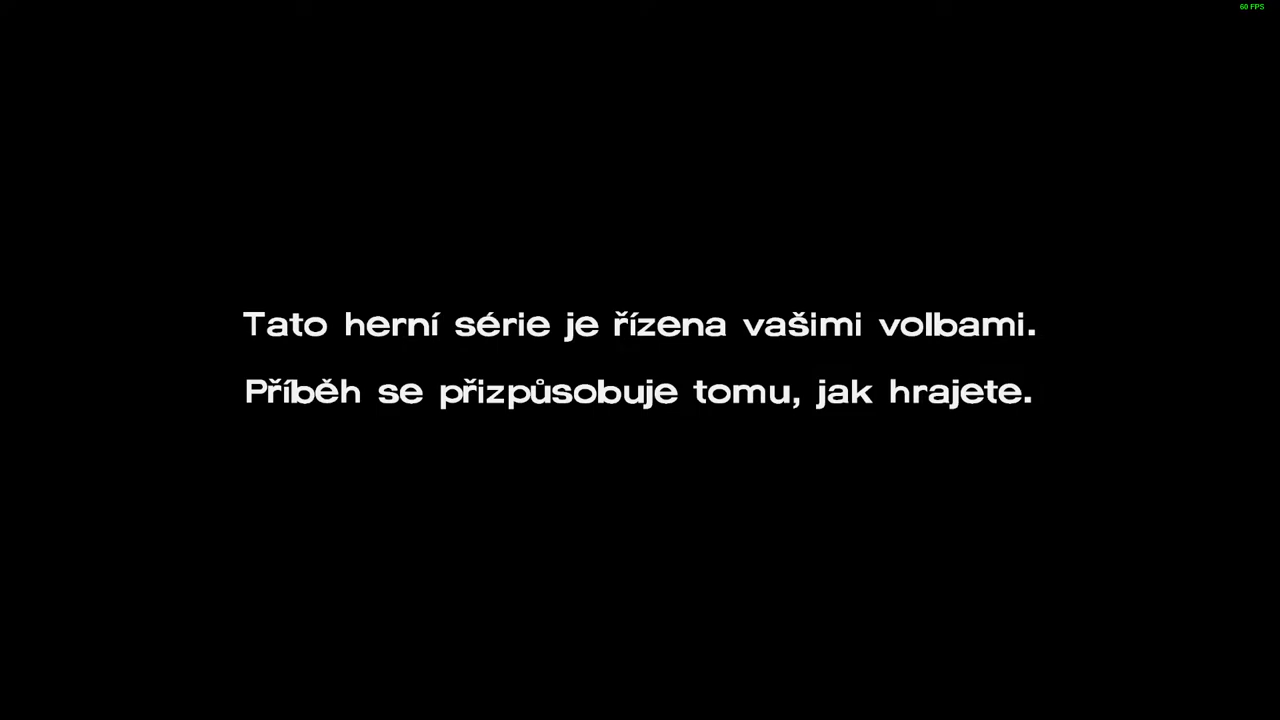 60 FPS
Tato herní série je řízena vašimi volbami.
Příběh se přizpůsobuje tomu, jak hrajete.